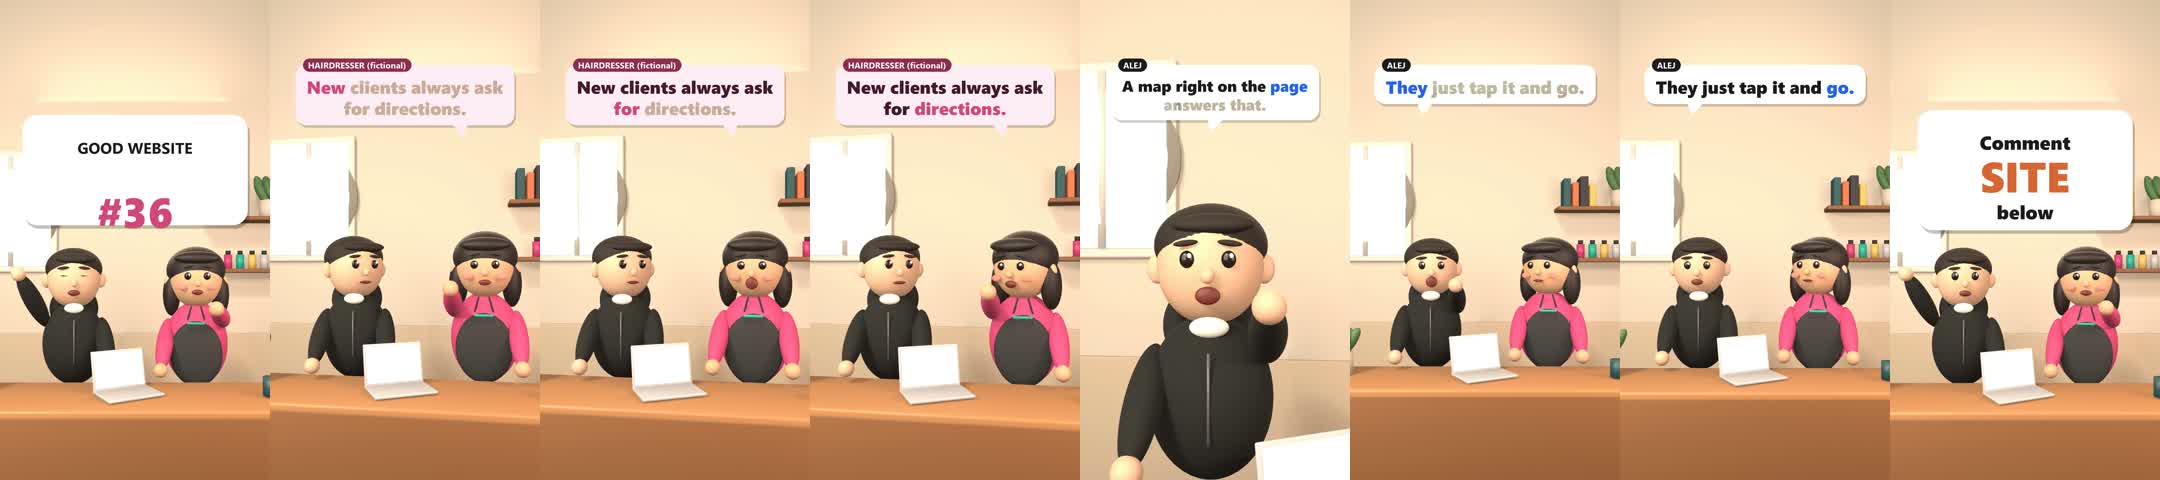 GOOD WEBSITE
#36
HAIRDRESSER (fictional)
New clients always ask
for directions.
HAIRDRESSER (fictional)
New clients always ask
for directions.
HAIRDRESSER (fictional)
New clients always ask
for directions.
ALEJ
A map right on the page
answers that.
ALEJ
They just tap it and go.
ALEJ
They just tap it and go.
Comment
SITE
below